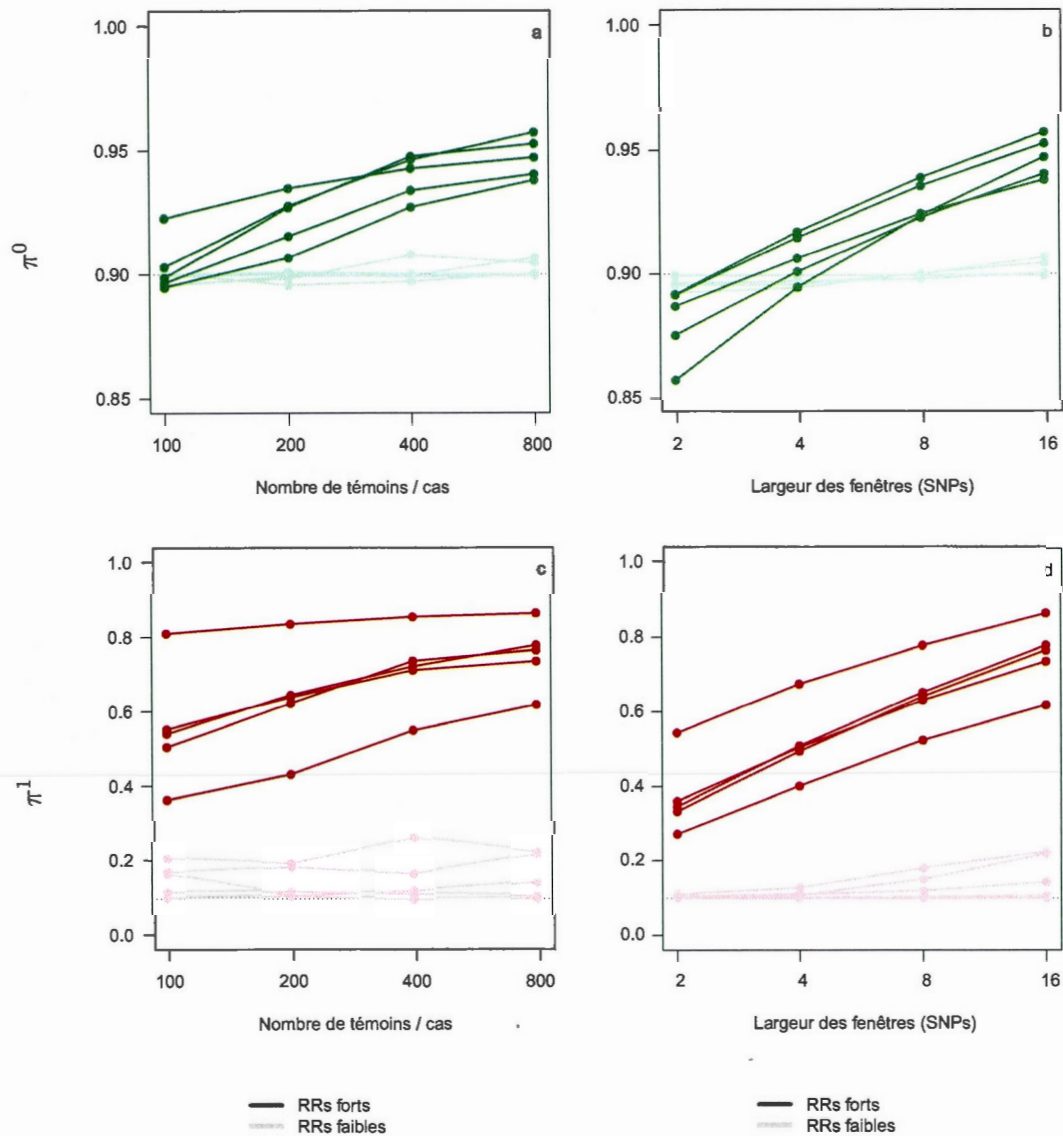 a
1.00
0.95
0.90
0.85
π0
100
200
400
800
Nombre de témoins / cas
b
1.00
0.95
0.90
0.85
2
4
8
16
Largeur des fenêtres (SNPs)
c
1.0
0.8
0.6
0.4
0.2
0.0
π1
100
200
400
800
Nombre de témoins / cas
d
1.0
0.8
0.6
0.4
0.2
0.0
2
4
8
16
Largeur des fenêtres (SNPs)
RRs forts
RRs faibles
RRs forts
RRs faibles